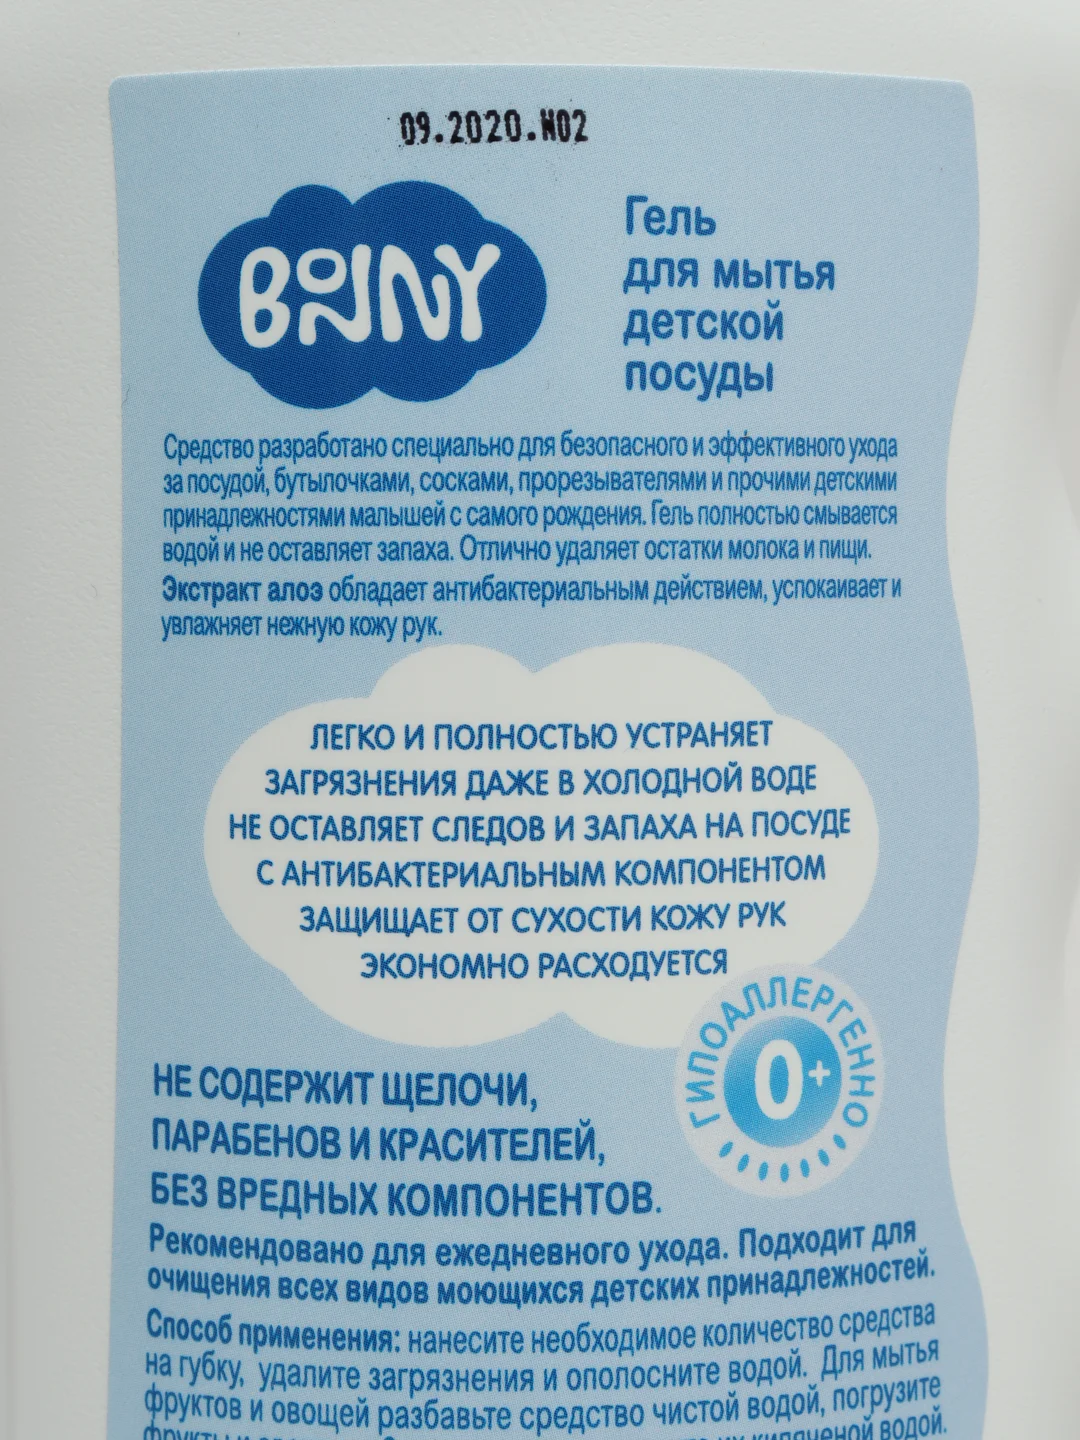 09.2020.N02
BONNY
Гель
для мытья
детской
посуды
Средство разработано специально для безопасного и эффективного ухода
за посудой, бутылочками, сосками, прорезывателями и прочими детскими
принадлежностями малышей с самого рождения. Гель полностью смывается
водой и не оставляет запаха. Отлично удаляет остатки молока и пищи.
Экстракт алоэ обладает антибактериальным действием, успокаивает и
увлажняет нежную кожу рук.
ЛЕГКО И ПОЛНОСТЬЮ УСТРАНЯЕТ
ЗАГРЯЗНЕНИЯ ДАЖЕ В ХОЛОДНОЙ ВОДЕ
НЕ ОСТАВЛЯЕТ СЛЕДОВ И ЗАПАХА НА ПОСУДЕ
С АНТИБАКТЕРИАЛЬНЫМ КОМПОНЕНТОМ
ЗАЩИЩАЕТ ОТ СУХОСТИ КОЖУ РУК
ЭКОНОМНО РАСХОДУЕТСЯ
ГИПОАЛЛЕРГЕННО
0+
НЕ СОДЕРЖИТ ЩЕЛОЧИ,
ПАРАБЕНОВ И КРАСИТЕЛЕЙ,
БЕЗ ВРЕДНЫХ КОМПОНЕНТОВ.
Рекомендовано для ежедневного ухода. Подходит для
очищения всех видов моющихся детских принадлежностей.
Способ применения: нанесите необходимое количество средства
на губку, удалите загрязнения и ополосните водой. Для мытья
фруктов и овощей разбавьте средство чистой водой, погрузите
фрукты и их кипяченой водой.